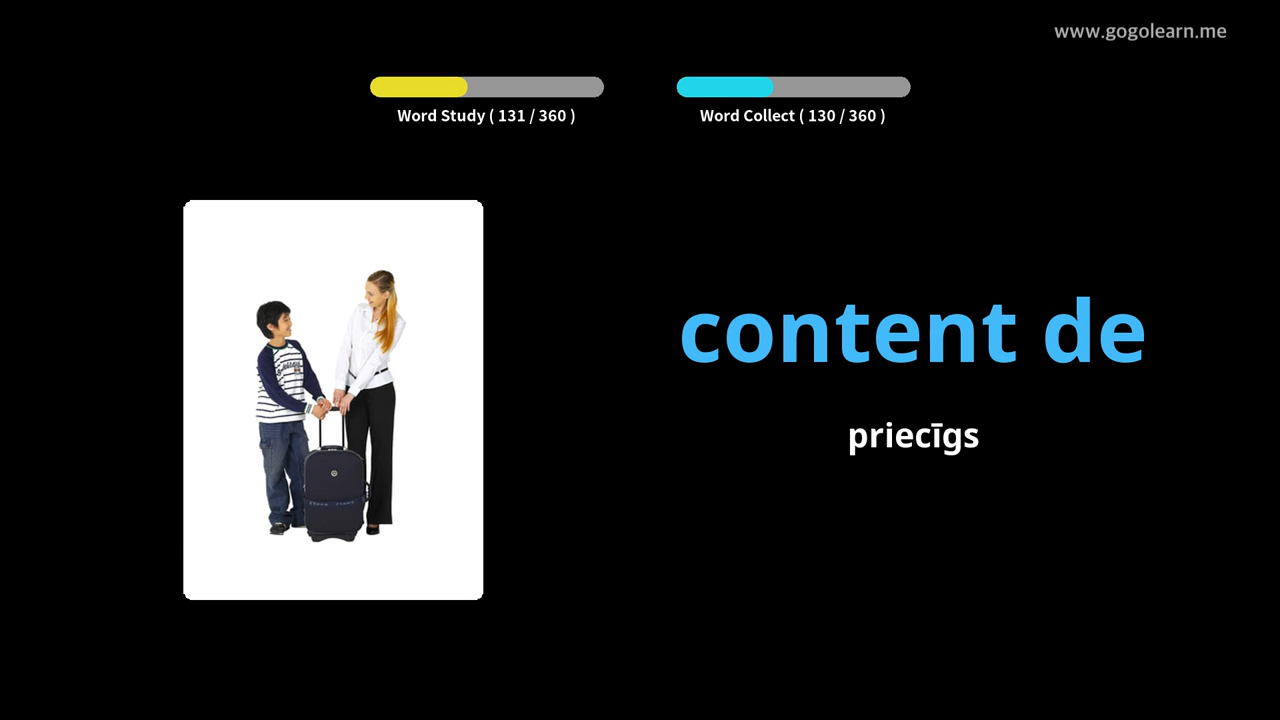 www.gogolearn.me
Word Study ( 131 / 360 )
Word Collect ( 130 / 360 )
content de
priecīgs